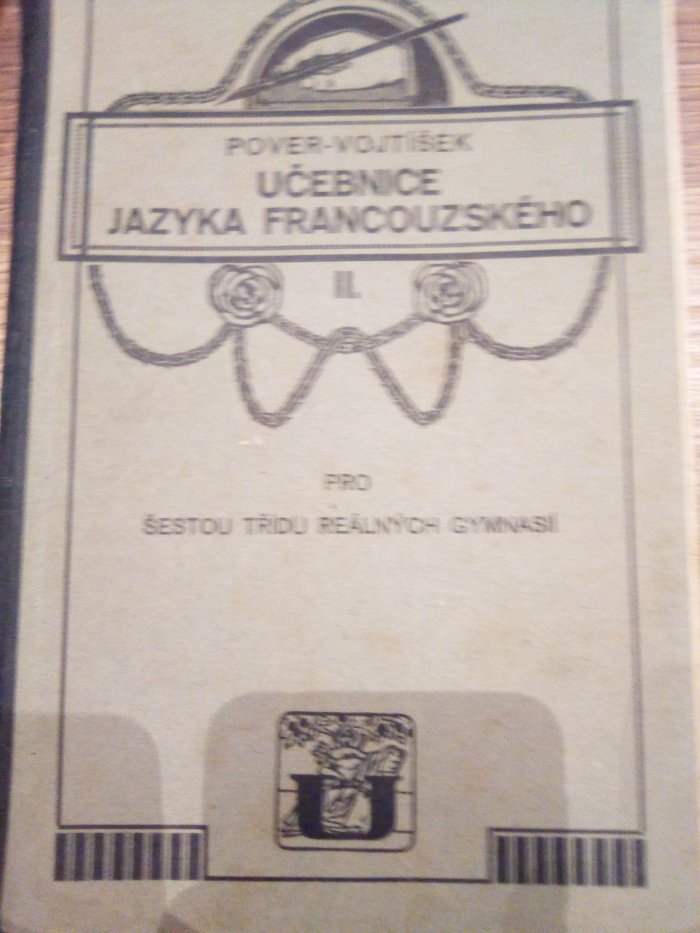 POVER-VOJTÍŠEK
UČEBNICE
JAZYKA FRANCOUZSKÉHO
II.
PRO
ŠESTOU TŘÍDU REÁLNÝCH GYMNASIÍ
U